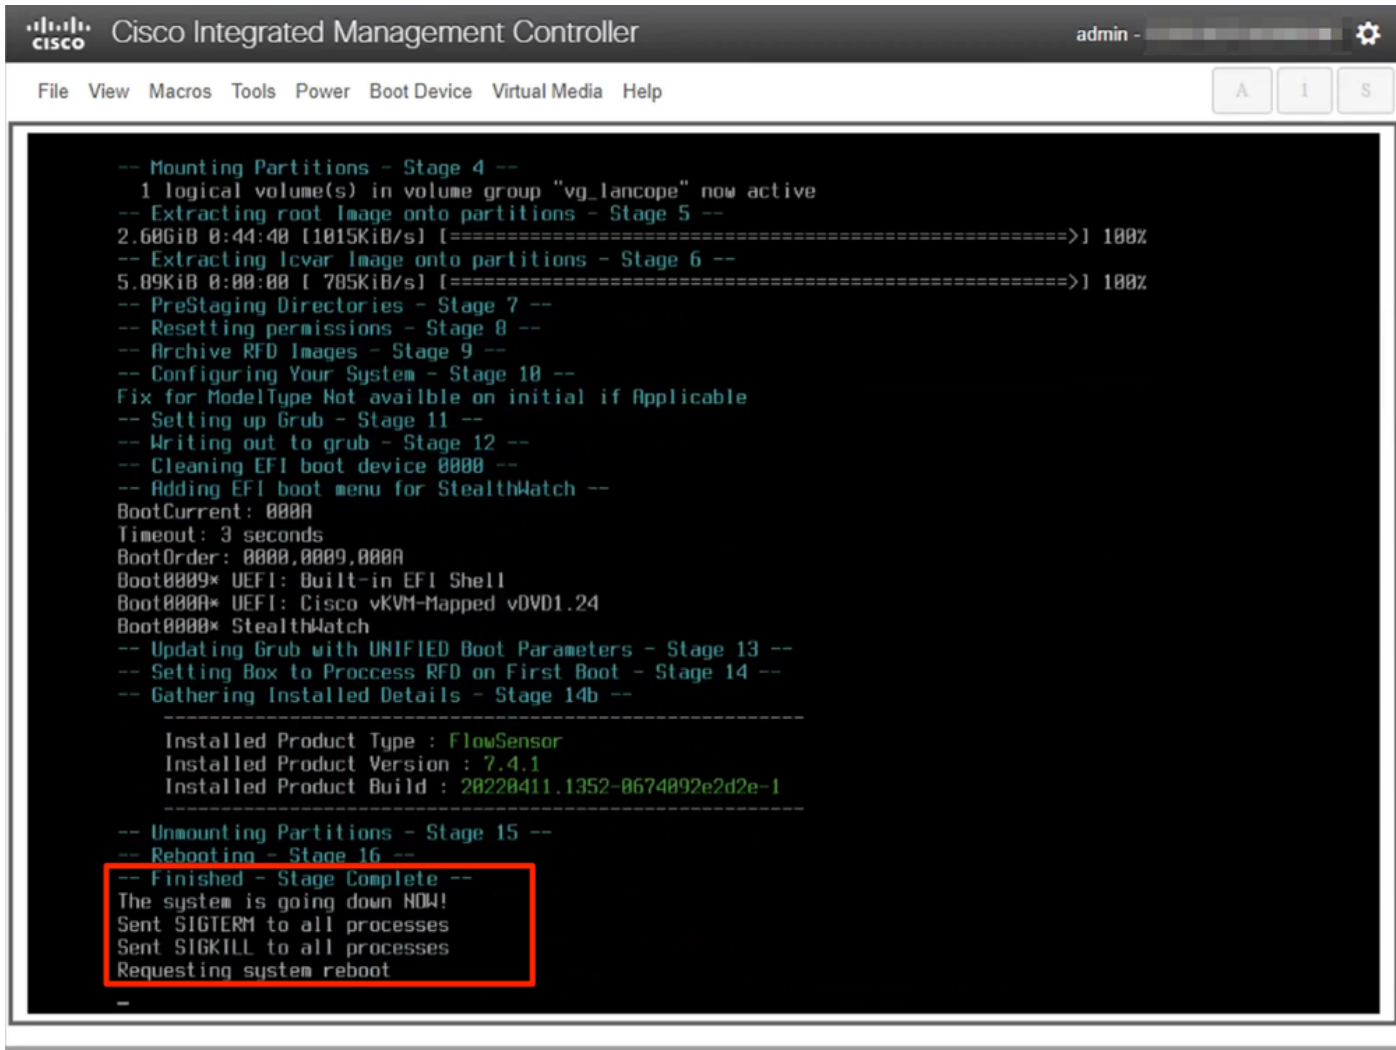 CISCO Cisco Integrated Management Controller admin -
File View Macros Tools Power Boot Device Virtual Media Help A 1 S
-- Mounting Partitions - Stage 4 --
1 logical volume(s) in volume group "vg_lancope" now active
-- Extracting root Image onto partitions - Stage 5 --
2.60GiB 0:44:40 [1015KiB/s] [======================================================>] 100%
-- Extracting lcvar Image onto partitions - Stage 6 --
5.89KiB 0:00:00 [ 785KiB/s] [======================================================>] 100%
-- PreStaging Directories - Stage 7 --
-- Resetting permissions - Stage 8 --
-- Archive RFD Images - Stage 9 --
-- Configuring Your System - Stage 10 --
Fix for ModelType Not availble on initial if Applicable
-- Setting up Grub - Stage 11 --
-- Writing out to grub - Stage 12 --
-- Cleaning EFI boot device 0000 --
-- Adding EFI boot menu for StealthWatch --
BootCurrent: 000A
Timeout: 3 seconds
BootOrder: 0000,0009,000A
Boot0009* UEFI: Built-in EFI Shell
Boot000A* UEFI: Cisco vKVM-Mapped vDVD1.24
Boot0000* StealthWatch
-- Updating Grub with UNIFIED Boot Parameters - Stage 13 --
-- Setting Box to Proccess RFD on First Boot - Stage 14 --
-- Gathering Installed Details - Stage 14b --
--------------------------------------------------------
Installed Product Type : FlowSensor
Installed Product Version : 7.4.1
Installed Product Build : 20220411.1352-0674092e2d2e-1
--------------------------------------------------------
-- Unmounting Partitions - Stage 15 --
-- Rebooting - Stage 16 --
-- Finished - Stage Complete --
The system is going down NOW!
Sent SIGTERM to all processes
Sent SIGKILL to all processes
Requesting system reboot